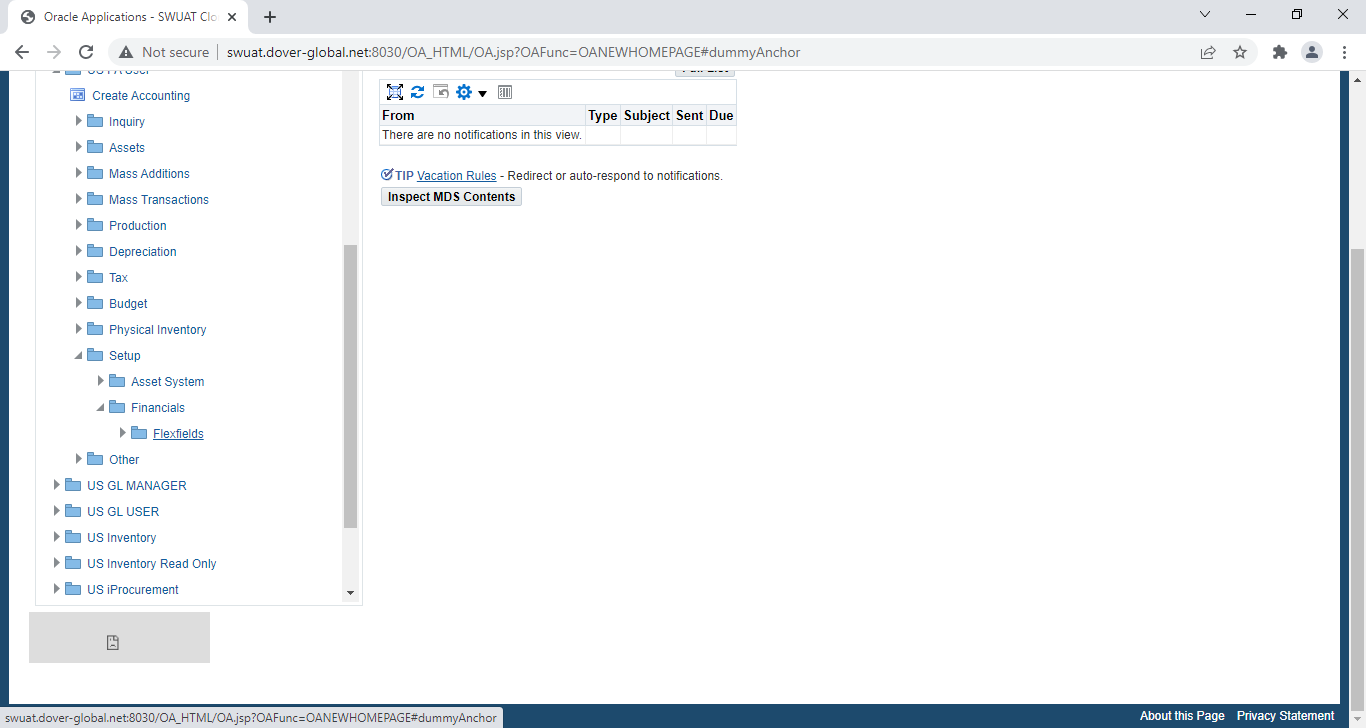 Oracle Applications - SWUAT Clo
Not secure
swuat.dover-global.net:8030/OA_HTML/OA.jsp?OAFunc=OANEWHOMEPAGE#dummyAnchor
Create Accounting
Inquiry
Assets
Mass Additions
Mass Transactions
Production
Depreciation
Tax
Budget
Physical Inventory
Setup
Asset System
Financials
Flexfields
Other
US GL MANAGER
US GL USER
US Inventory
US Inventory Read Only
US iProcurement
From Type Subject Sent Due
There are no notifications in this view.
TIP Vacation Rules - Redirect or auto-respond to notifications.
Inspect MDS Contents
About this Page Privacy Statement
swuat.dover-global.net:8030/OA_HTML/OA.jsp?OAFunc=OANEWHOMEPAGE#dummyAnchor